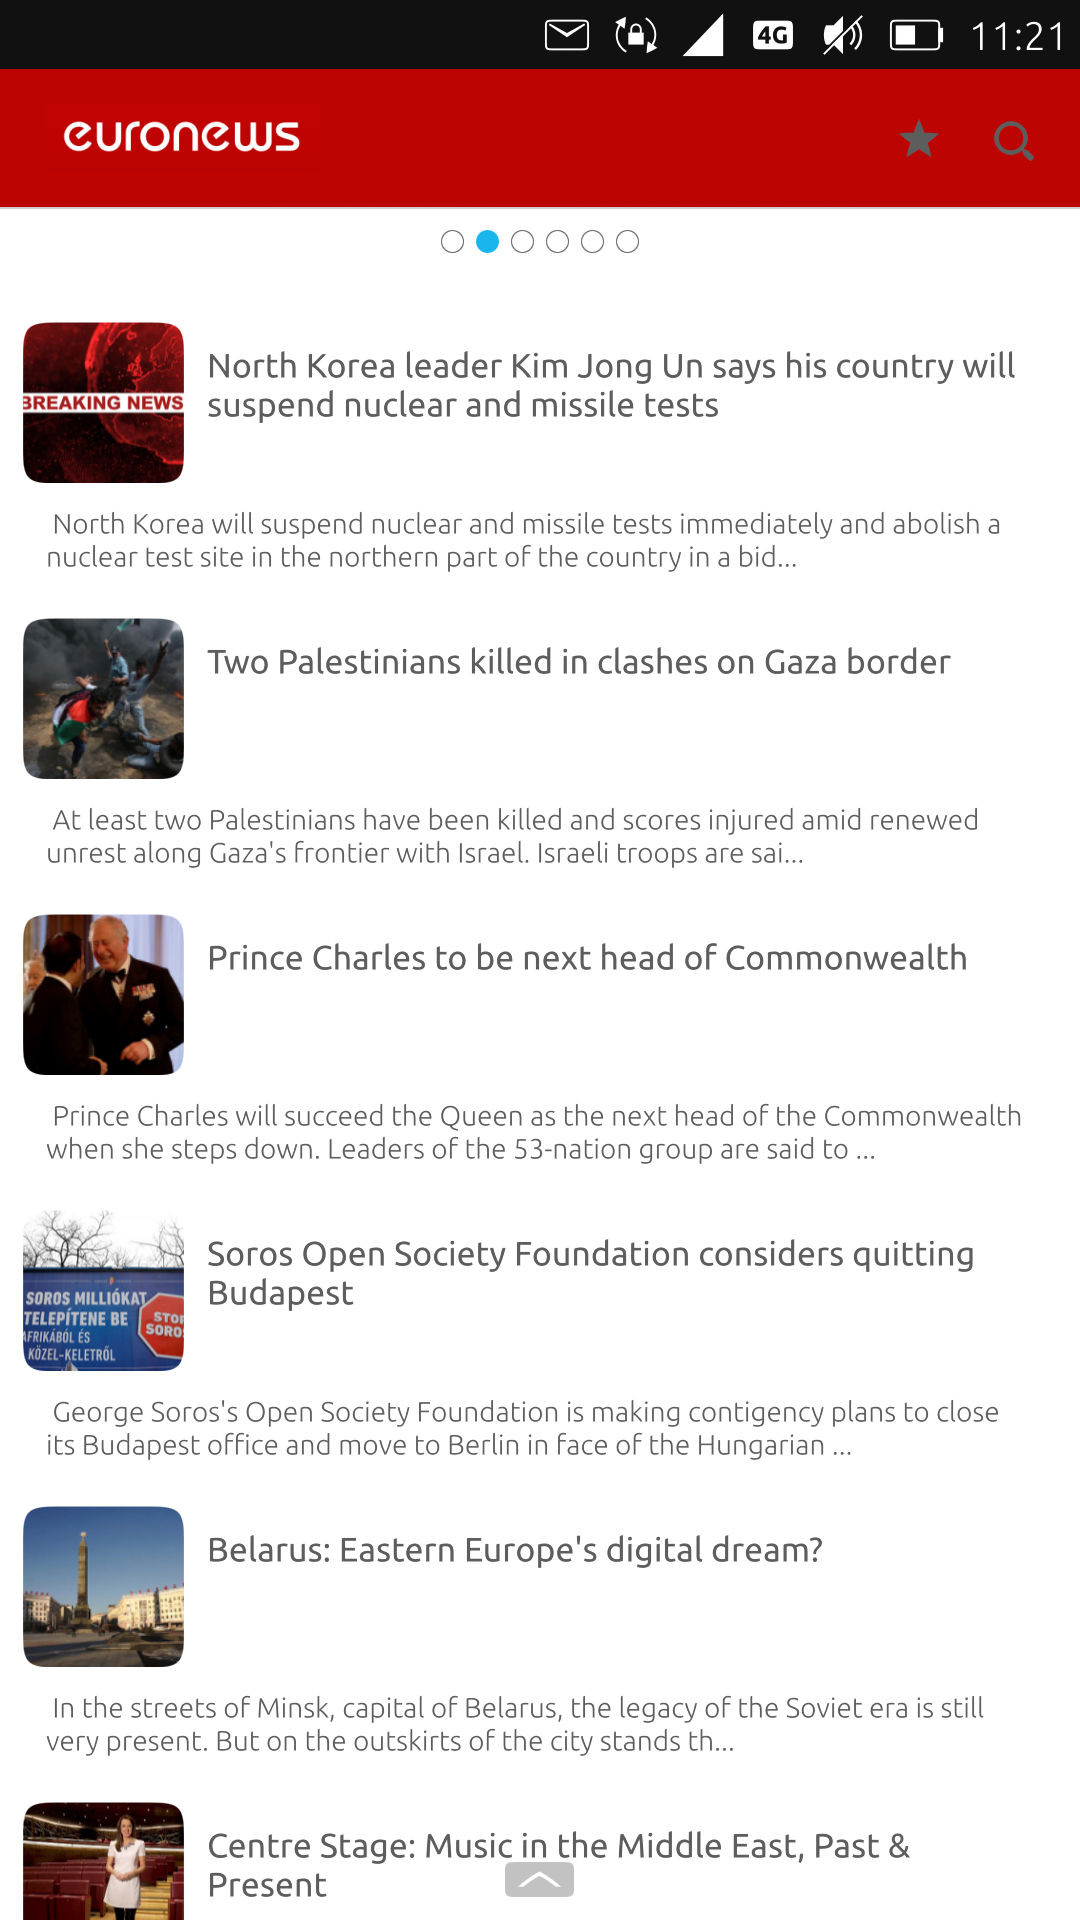 4G 11:21
euronews
BREAKING NEWS
North Korea leader Kim Jong Un says his country will
suspend nuclear and missile tests
North Korea will suspend nuclear and missile tests immediately and abolish a
nuclear test site in the northern part of the country in a bid...
Two Palestinians killed in clashes on Gaza border
At least two Palestinians have been killed and scores injured amid renewed
unrest along Gaza's frontier with Israel. Israeli troops are sai...
Prince Charles to be next head of Commonwealth
Prince Charles will succeed the Queen as the next head of the Commonwealth
when she steps down. Leaders of the 53-nation group are said to ...
SOROS MILLIÓKAT
TELEPÍTENE BE
AFRIKÁBÓL ÉS
KÖZEL-KELETRŐL
STOP
SOROS
Soros Open Society Foundation considers quitting
Budapest
George Soros's Open Society Foundation is making contigency plans to close
its Budapest office and move to Berlin in face of the Hungarian ...
Belarus: Eastern Europe's digital dream?
In the streets of Minsk, capital of Belarus, the legacy of the Soviet era is still
very present. But on the outskirts of the city stands th...
Centre Stage: Music in the Middle East, Past &
Present